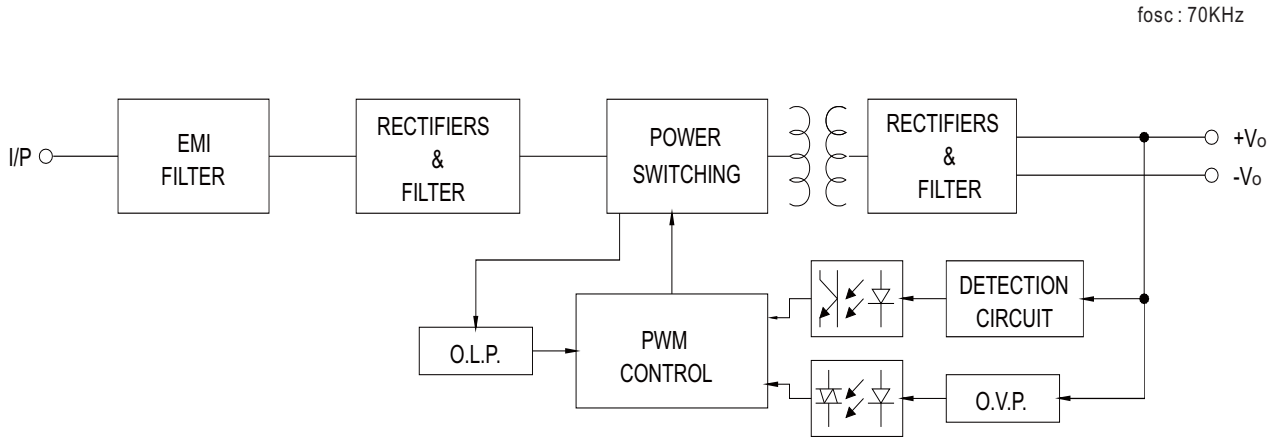 fosc : 70KHz
I/P
EMI
FILTER
RECTIFIERS
&
FILTER
POWER
SWITCHING
RECTIFIERS
&
FILTER
+Vo
-Vo
O.L.P.
PWM
CONTROL
DETECTION
CIRCUIT
O.V.P.